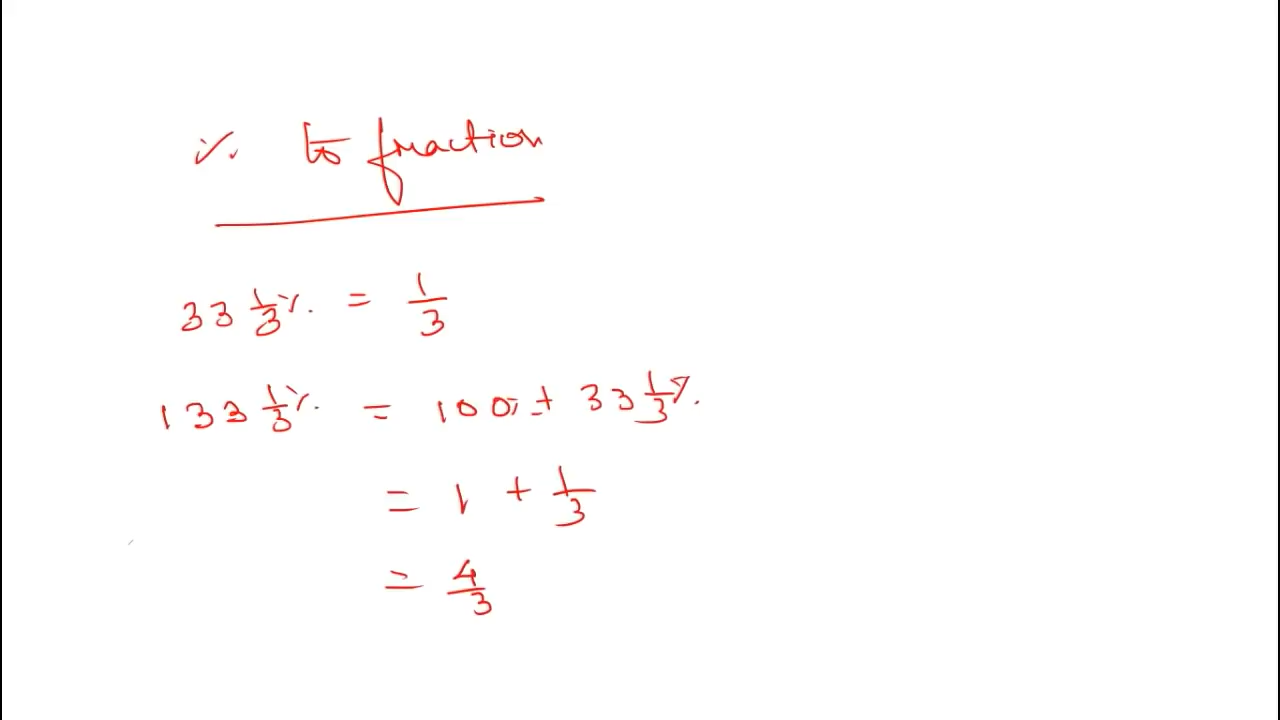 % to fraction
33 1/3 % = 1/3
133 1/3 % = 100% + 33 1/3 %
= 1 + 1/3
= 4/3